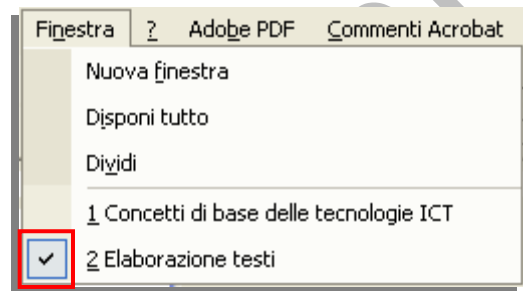 Finestra ? Adobe PDF Commenti Acrobat
Nuova finestra
Disponi tutto
Dividi
1 Concetti di base delle tecnologie ICT
2 Elaborazione testi